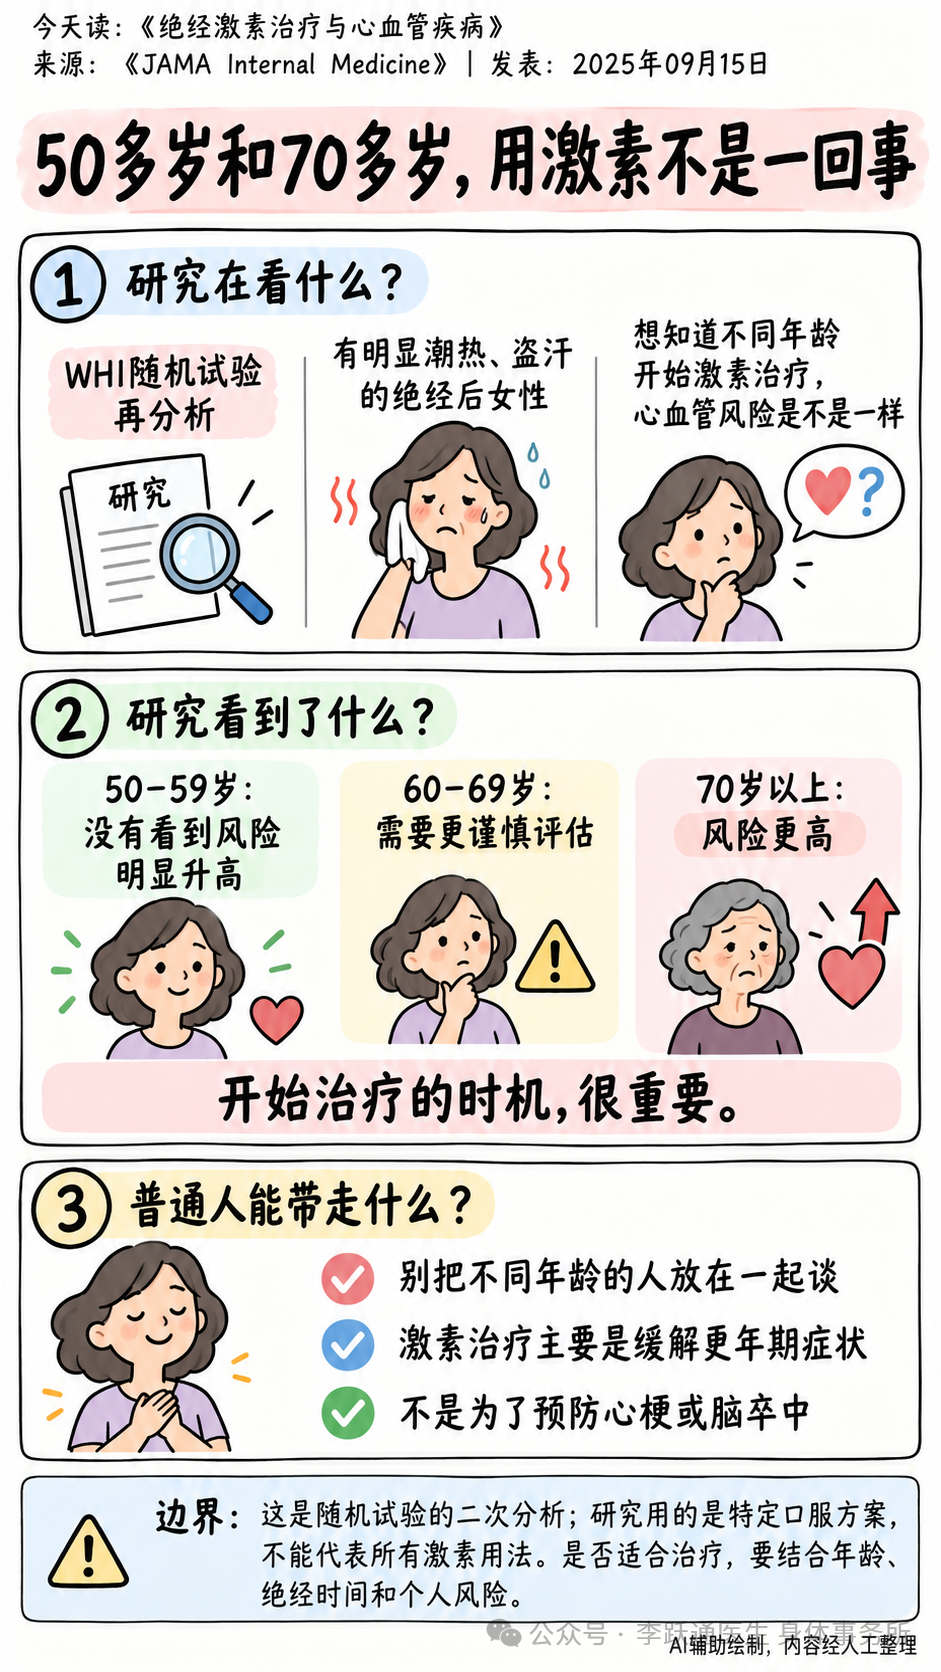 今天读：《绝经激素治疗与心血管疾病》
来源：《JAMA Internal Medicine》｜发表：2025年09月15日
50多岁和70多岁，用激素不是一回事
1 研究在看什么？
WHI随机试验
再分析
研究
有明显潮热、盗汗
的绝经后女性
想知道不同年龄
开始激素治疗，
心血管风险是不是一样
?
2 研究看到了什么？
50-59岁：
没有看到风险
明显升高
60-69岁：
需要更谨慎评估
!
70岁以上：
风险更高
开始治疗的时机，很重要。
3 普通人能带走什么？
别把不同年龄的人放在一起谈
激素治疗主要是缓解更年期症状
不是为了预防心梗或脑卒中
!
边界：
这是随机试验的二次分析；研究用的是特定口服方案，
不能代表所有激素用法。是否适合治疗，要结合年龄、
绝经时间和个人风险。
公众号·李跃通医生 身体事务所
AI辅助绘制，内容经人工整理